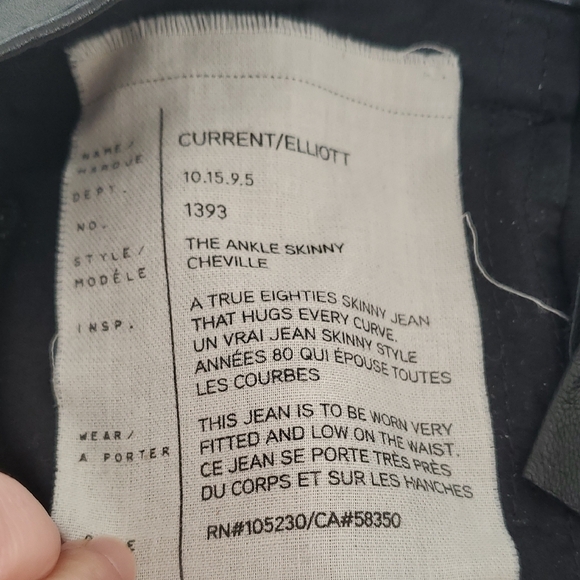 NAME/ CURRENT/ELLIOTT
MARQUE
DEPT. 10.15.9.5
NO. 1393
STYLE/ THE ANKLE SKINNY
MODÈLE CHEVILLE
INSP. A TRUE EIGHTIES SKINNY JEAN
THAT HUGS EVERY CURVE.
UN VRAI JEAN SKINNY STYLE
ANNÉES 80 QUI ÉPOUSE TOUTES
LES COURBES
WEAR/ THIS JEAN IS TO BE WORN VERY
A PORTER FITTED AND LOW ON THE WAIST.
CE JEAN SE PORTE TRÈS PRÈS
DU CORPS ET SUR LES HANCHES
RN#105230/CA#58350